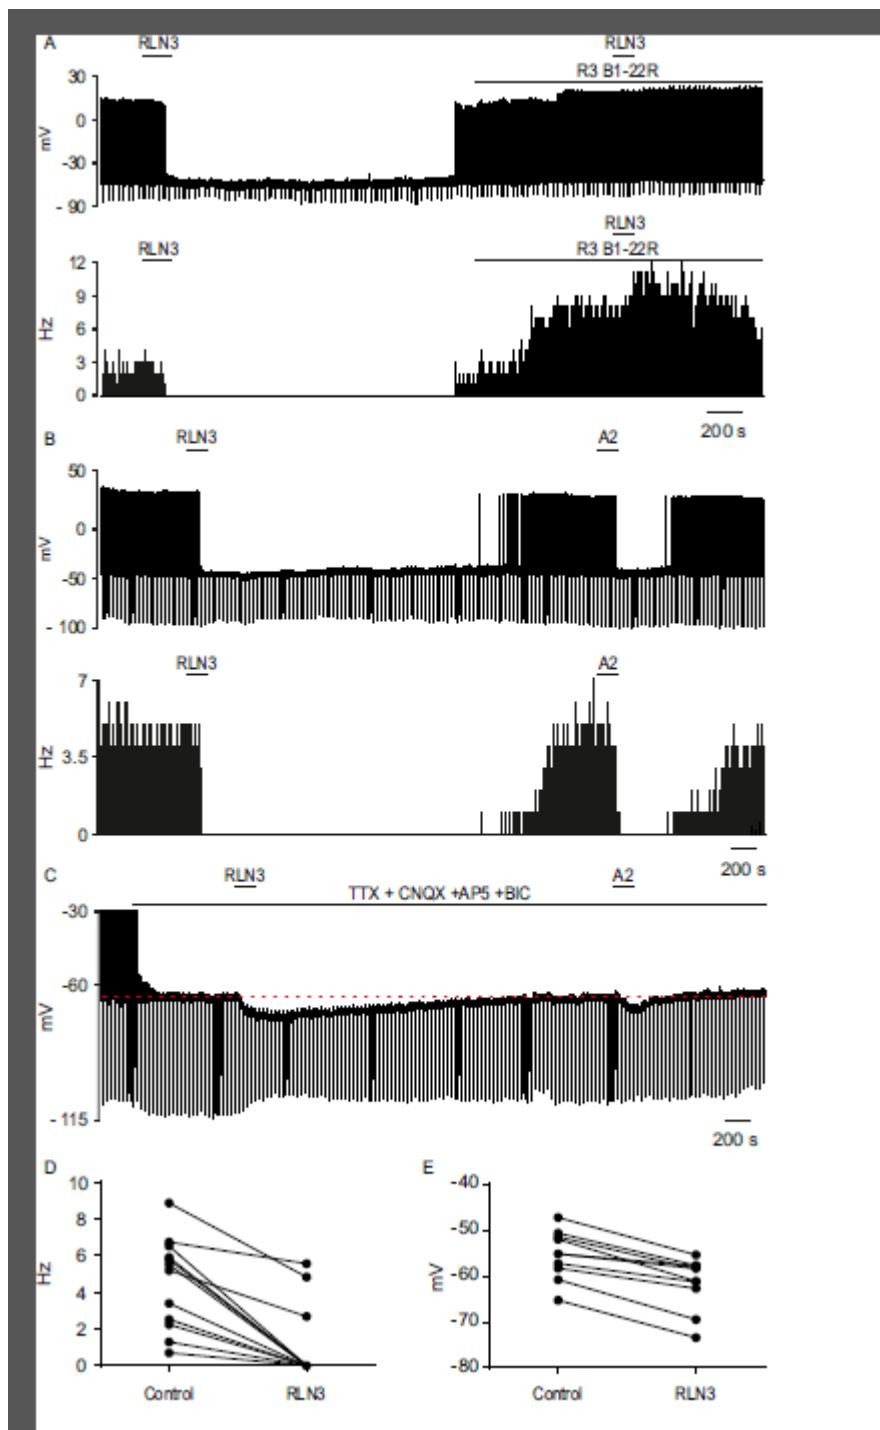 A
RLN3
RLN3
R3 B1-22R
30
0
-30
- 90
mV
RLN3
RLN3
R3 B1-22R
12
9
6
3
0
Hz
200 s
B
RLN3
A2
50
0
-50
- 100
mV
RLN3
A2
7
3.5
0
Hz
200 s
C
RLN3
A2
TTX + CNQX +AP5 +BIC
-30
-60
- 115
mV
200 s
D
10
8
6
4
2
0
Hz
Control
RLN3
E
-40
-50
-60
-70
-80
mV
Control
RLN3